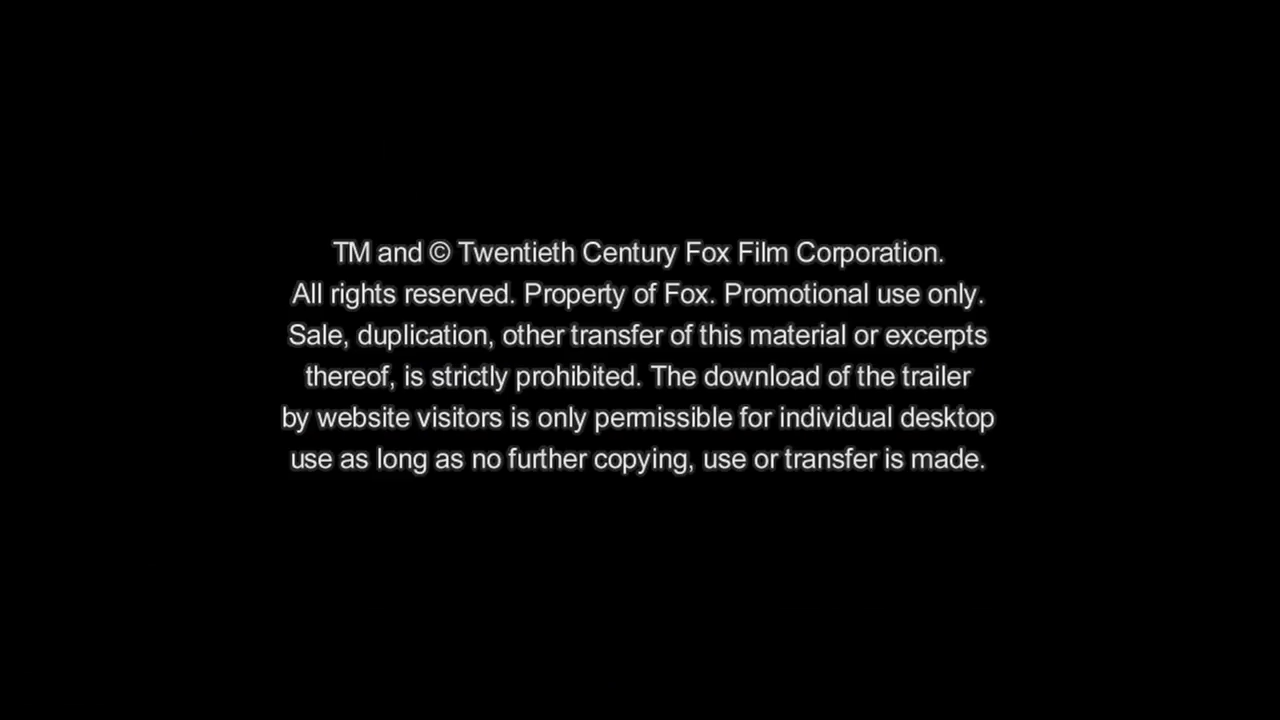 TM and © Twentieth Century Fox Film Corporation.
All rights reserved. Property of Fox. Promotional use only.
Sale, duplication, other transfer of this material or excerpts
thereof, is strictly prohibited. The download of the trailer
by website visitors is only permissible for individual desktop
use as long as no further copying, use or transfer is made.